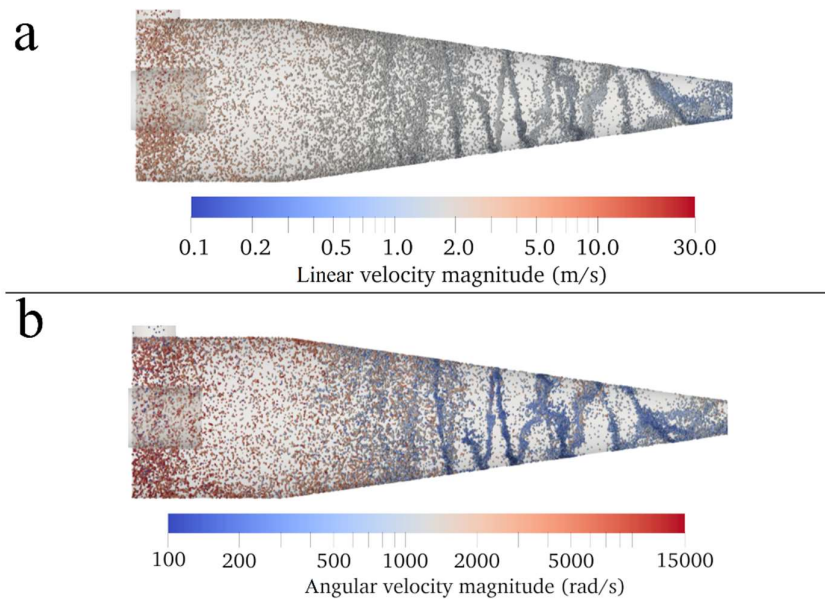 a
0.1 0.2 0.5 1.0 2.0 5.0 10.0 30.0
Linear velocity magnitude (m/s)
b
100 200 500 1000 2000 5000 15000
Angular velocity magnitude (rad/s)